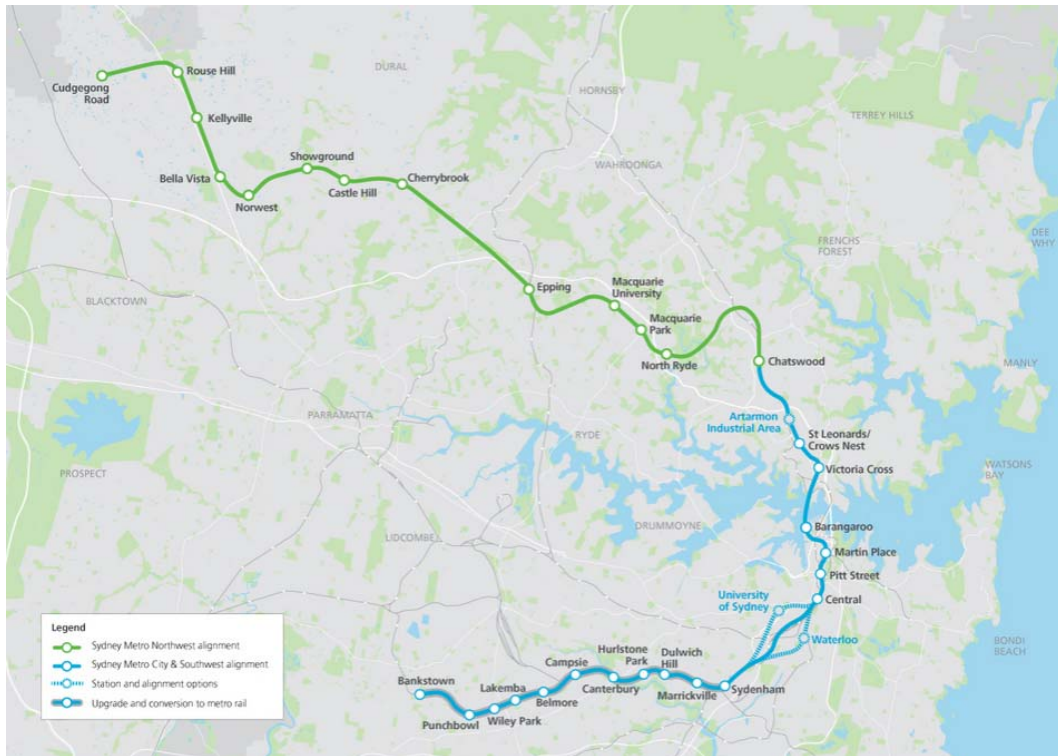 DURAL
HORNSBY
Rouse Hill
Cudgegong
Road
TERREY HILLS
Kellyville
Showground
WAHROONGA
Bella Vista
Castle Hill
Cherrybrook
Norwest
DEE
WHY
FRENCHS
FOREST
Macquarie
University
Epping
BLACKTOWN
Macquarie
Park
North Ryde
Chatswood
MANLY
PARRAMATTA
Artarmon
Industrial Area
RYDE
St Leonards/
Crows Nest
PROSPECT
Victoria Cross
WATSONS
BAY
DRUMMOYNE
Barangaroo
LIDCOMBE
Martin Place
Pitt Street
University
of Sydney
Central
Waterloo
BONDI
BEACH
Legend
Sydney Metro Northwest alignment
Sydney Metro City & Southwest alignment
Station and alignment options
Upgrade and conversion to metro rail
Bankstown
Punchbowl
Wiley Park
Lakemba
Belmore
Campsie
Canterbury
Hurlstone
Park
Dulwich
Hill
Marrickville
Sydenham